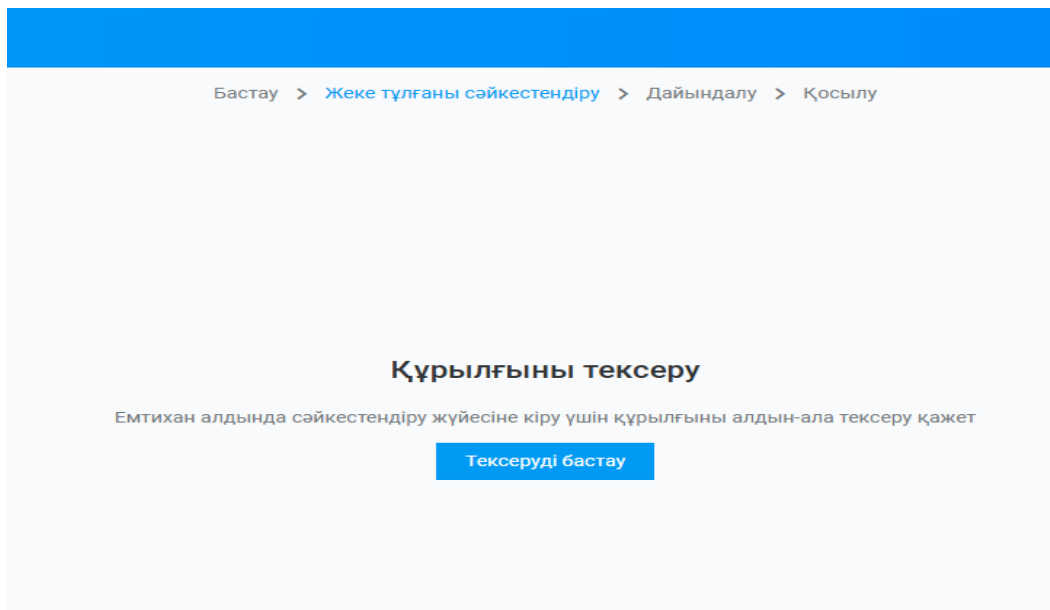 Бастау > Жеке тұлғаны сәйкестендіру > Дайындалу > Қосылу
Құрылғыны тексеру
Емтихан алдында сәйкестендіру жүйесіне кіру үшін құрылғыны алдын-ала тексеру қажет
Тексеруді бастау